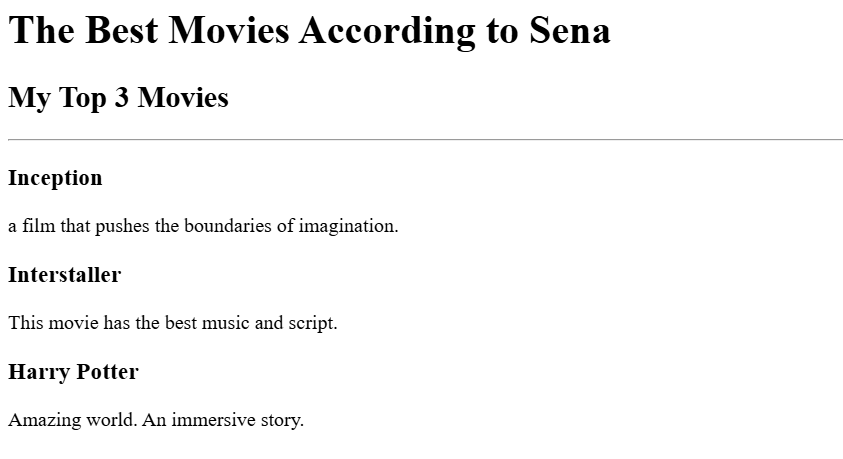 The Best Movies According to Sena
My Top 3 Movies
Inception
a film that pushes the boundaries of imagination.
Interstaller
This movie has the best music and script.
Harry Potter
Amazing world. An immersive story.